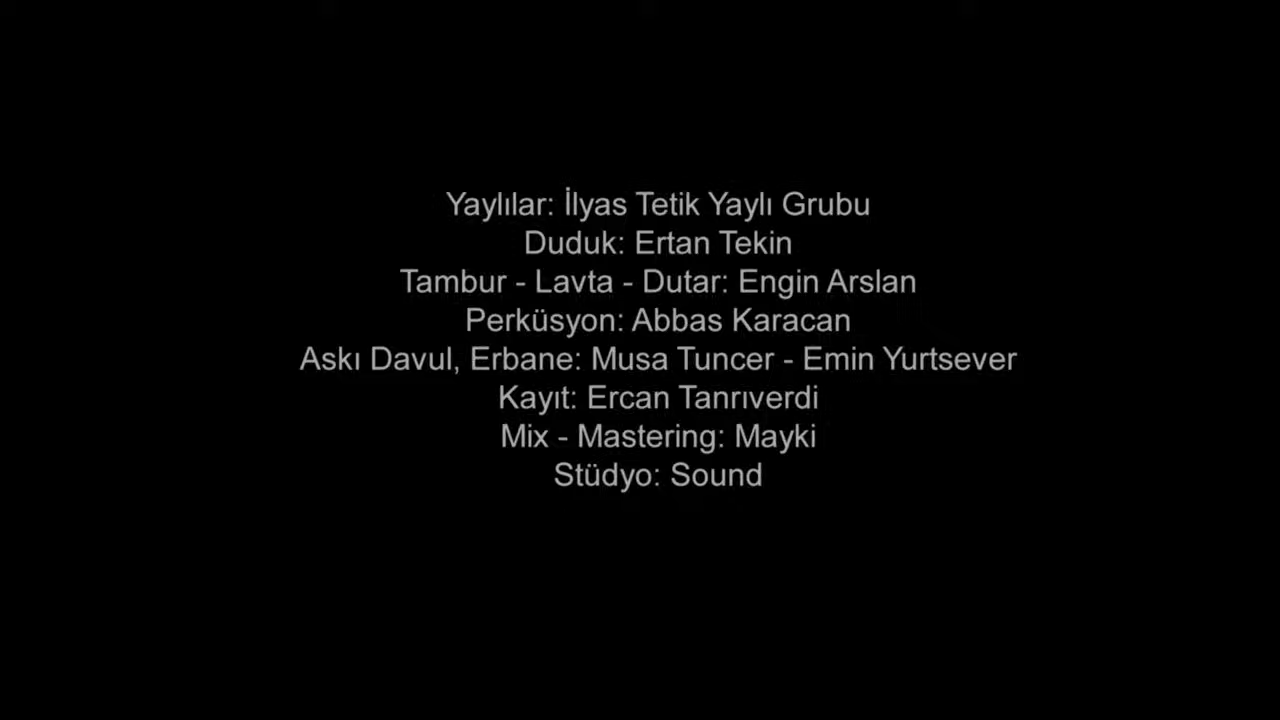 Yaylılar: İlyas Tetik Yaylı Grubu
Duduk: Ertan Tekin
Tambur - Lavta - Dutar: Engin Arslan
Perküsyon: Abbas Karacan
Askı Davul, Erbane: Musa Tuncer - Emin Yurtsever
Kayıt: Ercan Tanrıverdi
Mix - Mastering: Mayki
Stüdyo: Sound